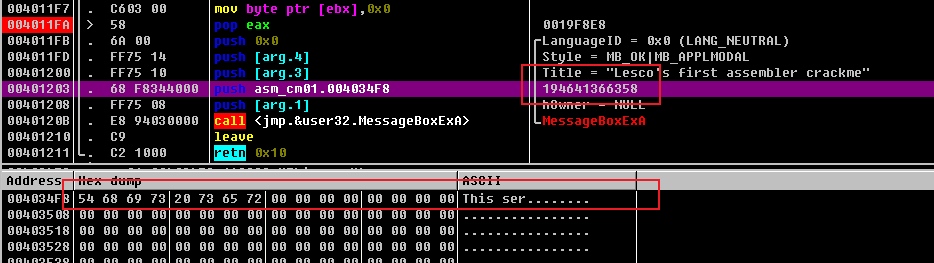 004011F7 . C603 00 mov byte ptr [ebx],0x0
004011FA > 58 pop eax 0019F8E8
004011FB . 6A 00 push 0x0 LanguageID = 0x0 (LANG_NEUTRAL)
004011FD . FF75 14 push [arg.4] Style = MB_OK|MB_APPLMODAL
00401200 . FF75 10 push [arg.3] Title = "Lesco's first assembler crackme"
00401203 . 68 F8344000 push asm_cm01.004034F8 194641366358
00401208 . FF75 08 push [arg.1] hOwner = NULL
0040120B . E8 94030000 call <jmp.&user32.MessageBoxExA> MessageBoxExA
00401210 . C9 leave
00401211 . C2 1000 retn 0x10
Address Hex dump ASCII
004034F8 54 68 69 73 20 73 65 72 00 00 00 00 00 00 00 00 This ser........
00403508 00 00 00 00 00 00 00 00 00 00 00 00 00 00 00 00 ................
00403518 00 00 00 00 00 00 00 00 00 00 00 00 00 00 00 00 ................
00403528 00 00 00 00 00 00 00 00 00 00 00 00 00 00 00 00 ................